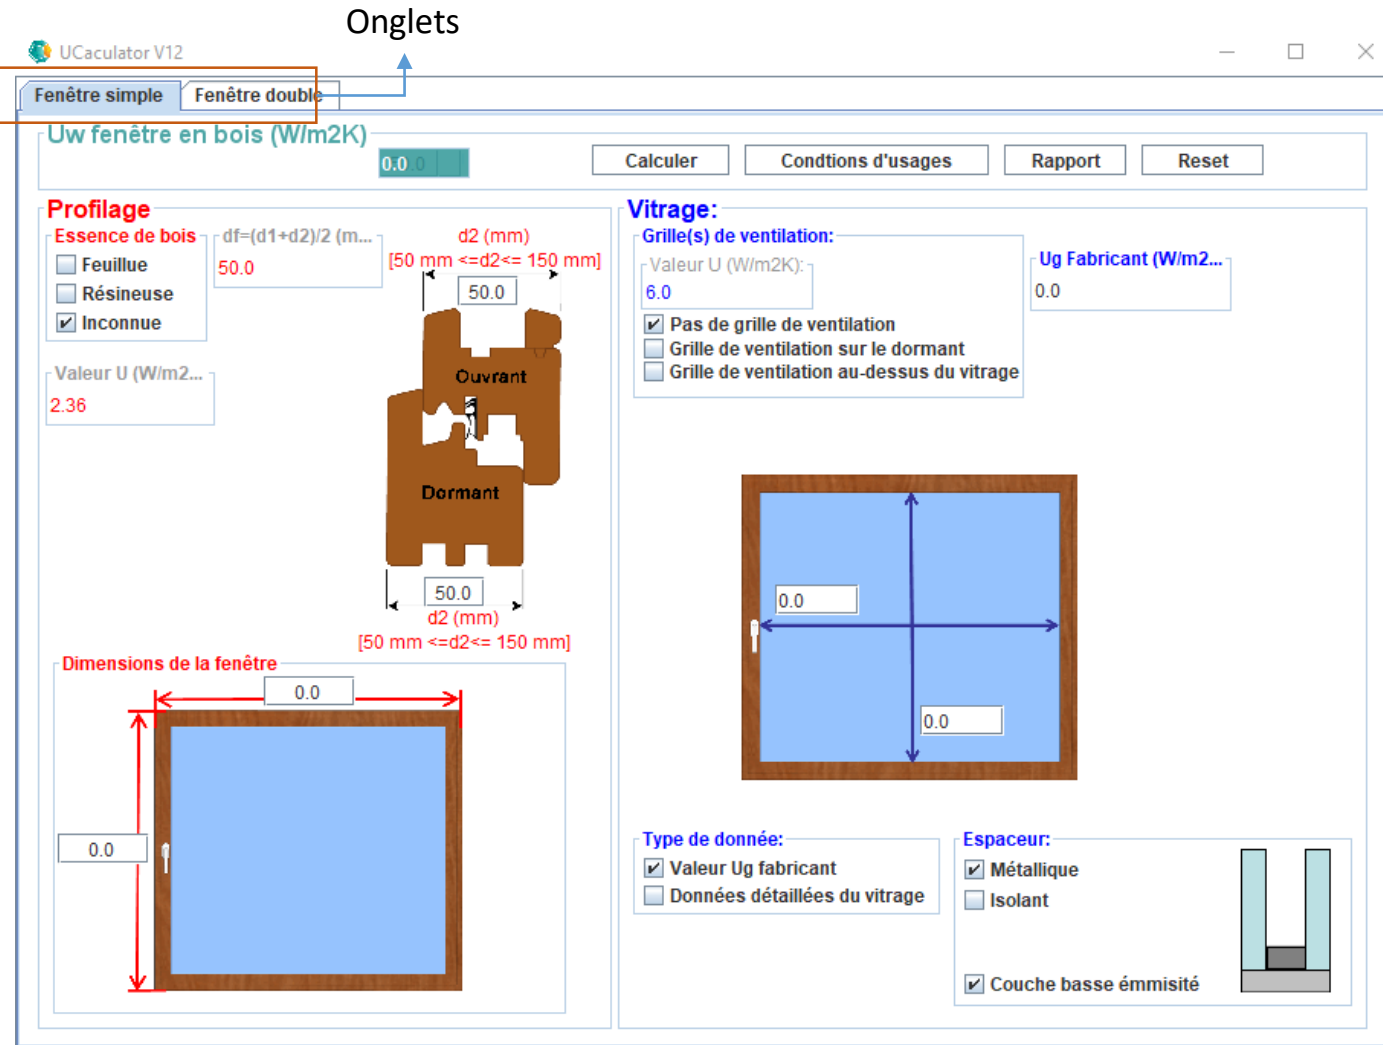 Onglets
UCaculator V12
Fenêtre simple
Fenêtre double
Uw fenêtre en bois (W/m2K)
0.0
Calculer
Condtions d'usages
Rapport
Reset
Profilage
Essence de bois
Feuillue
Résineuse
Inconnue
df=(d1+d2)/2 (m...
50.0
d2 (mm)
[50 mm <=d2<= 150 mm]
50.0
Valeur U (W/m2...
2.36
Ouvrant
Dormant
50.0
d2 (mm)
[50 mm <=d2<= 150 mm]
Dimensions de la fenêtre
0.0
0.0
Vitrage:
Grille(s) de ventilation:
Valeur U (W/m2K):
6.0
Pas de grille de ventilation
Grille de ventilation sur le dormant
Grille de ventilation au-dessus du vitrage
Ug Fabricant (W/m2...
0.0
0.0
0.0
Type de donnée:
Valeur Ug fabricant
Données détaillées du vitrage
Espaceur:
Métallique
Isolant
Couche basse émmisité